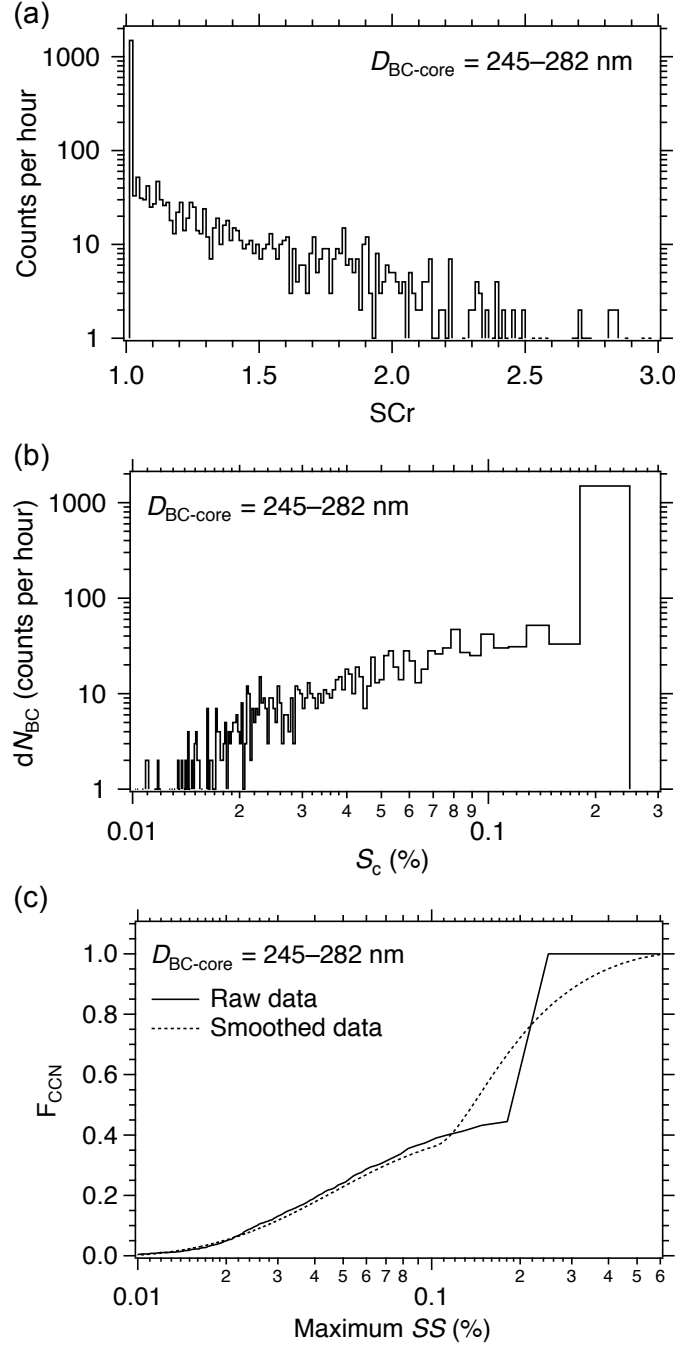 (a)
D_BC-core = 245–282 nm
Counts per hour
1000
100
10
1
1.0 1.5 2.0 2.5 3.0
SCr
(b)
D_BC-core = 245–282 nm
dN_BC (counts per hour)
1000
100
10
1
2 3 4 5 6 7 8 9 2 3
0.01 0.1
S_c (%)
(c)
D_BC-core = 245–282 nm
Raw data
Smoothed data
F_CCN
1.0
0.8
0.6
0.4
0.2
0.0
2 3 4 5 6 7 8 2 3 4 5 6
0.01 0.1
Maximum SS (%)